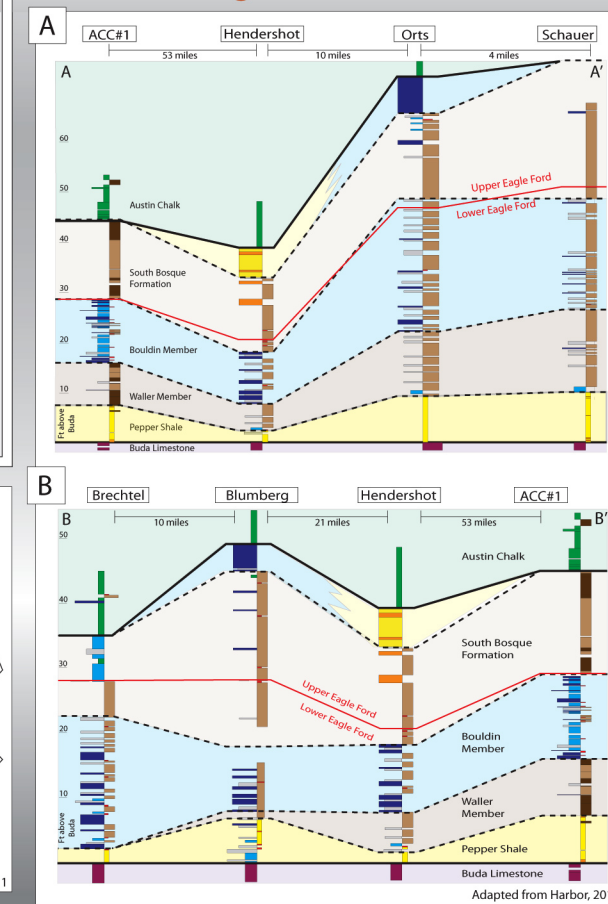 A
ACC#1 Hendershot Orts Schauer
53 miles 10 miles 4 miles
A A'
60
50
40
30
20
10
Ft above
Buda
Austin Chalk
South Bosque
Formation
Bouldin Member
Waller Member
Pepper Shale
Buda Limestone
Upper Eagle Ford
Lower Eagle Ford
B
Brechtel Blumberg Hendershot ACC#1
10 miles 21 miles 53 miles
B B'
50
40
30
20
10
Ft above
Buda
Austin Chalk
South Bosque
Formation
Upper Eagle Ford
Lower Eagle Ford
Bouldin
Member
Waller
Member
Pepper Shale
Buda Limestone
1
Adapted from Harbor, 20